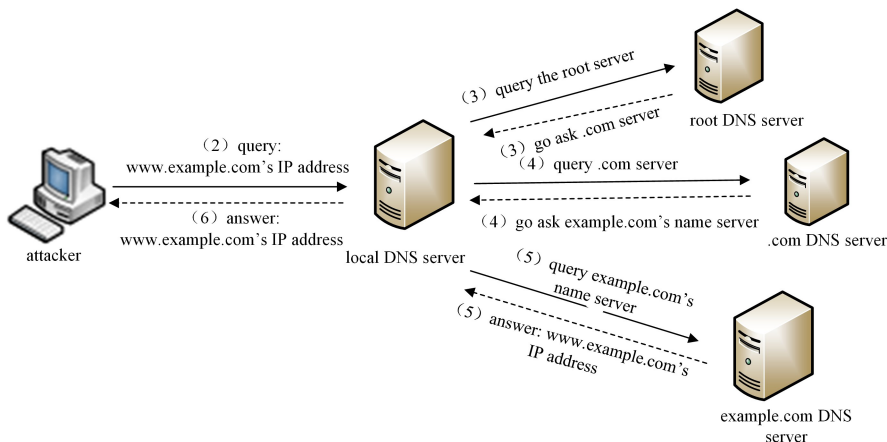 （2）query:
www.example.com’s IP address
（6）answer:
www.example.com’s IP address
attacker
local DNS server
（3）query the root server
（3）go ask .com server
root DNS server
（4）query .com server
（4）go ask example.com’s name server
.com DNS server
（5）query example.com’s
name server
（5）answer: www.example.com’s
IP address
example.com DNS
server